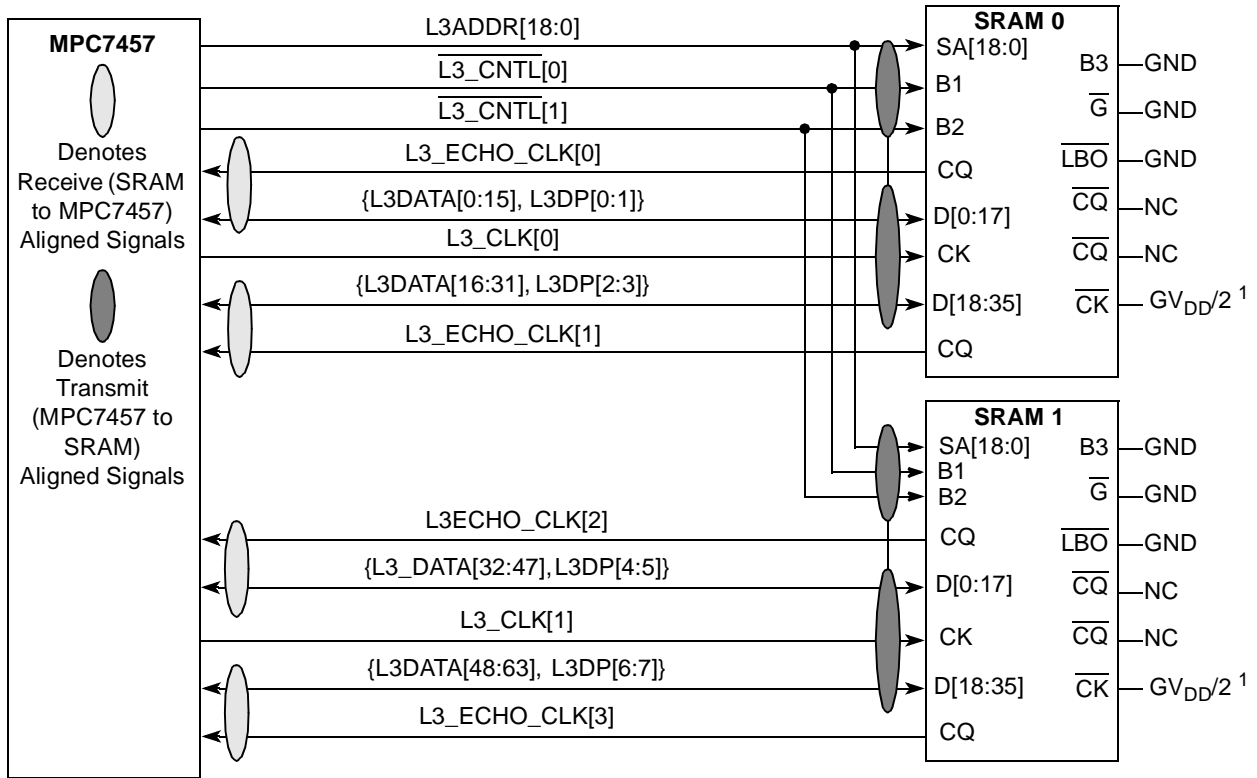 MPC7457
Denotes
Receive (SRAM
to MPC7457)
Aligned Signals
Denotes
Transmit
(MPC7457 to
SRAM)
Aligned Signals
L3ADDR[18:0]
L3_CNTL[0]
L3_CNTL[1]
L3_ECHO_CLK[0]
{L3DATA[0:15], L3DP[0:1]}
L3_CLK[0]
{L3DATA[16:31], L3DP[2:3]}
L3_ECHO_CLK[1]
SRAM 0
SA[18:0]
B1
B2
CQ
D[0:17]
CK
D[18:35]
CQ
B3 GND
G GND
LBO GND
CQ NC
CQ NC
CK GVDD/2 1
L3ECHO_CLK[2]
{L3_DATA[32:47],L3DP[4:5]}
L3_CLK[1]
{L3DATA[48:63], L3DP[6:7]}
L3_ECHO_CLK[3]
SRAM 1
SA[18:0]
B1
B2
CQ
D[0:17]
CK
D[18:35]
CQ
B3 GND
G GND
LBO GND
CQ NC
CQ NC
CK GVDD/2 1